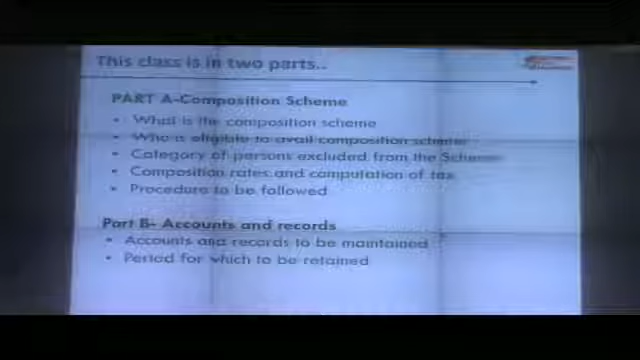 This class is in two parts..
PART A-Composition Scheme
• What is the composition scheme
• Who is eligible to avail composition scheme
• Category of persons excluded from the Scheme
• Composition rates and computation of tax
• Procedure to be followed
Part B- Accounts and records
• Accounts and records to be maintained
• Period for which to be retained